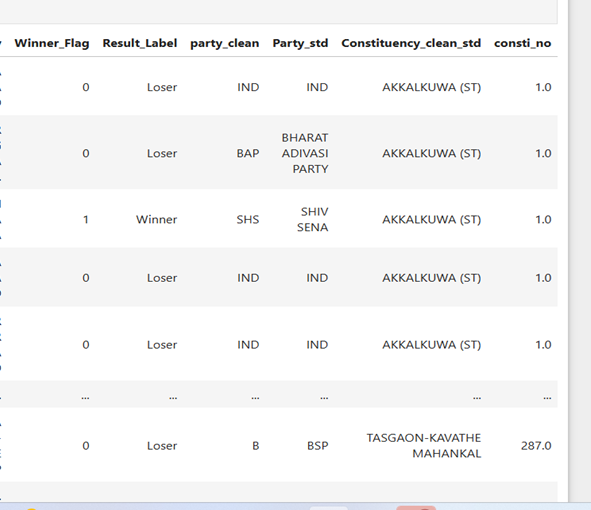 Winner_Flag Result_Label party_clean Party_std Constituency_clean_std consti_no
0 Loser IND IND AKKALKUWA (ST) 1.0
0 Loser BAP BHARAT ADIVASI PARTY AKKALKUWA (ST) 1.0
1 Winner SHS SHIV SENA AKKALKUWA (ST) 1.0
0 Loser IND IND AKKALKUWA (ST) 1.0
0 Loser IND IND AKKALKUWA (ST) 1.0
... ... ... ... ... ...
0 Loser B BSP TASGAON-KAVATHE MAHANKAL 287.0